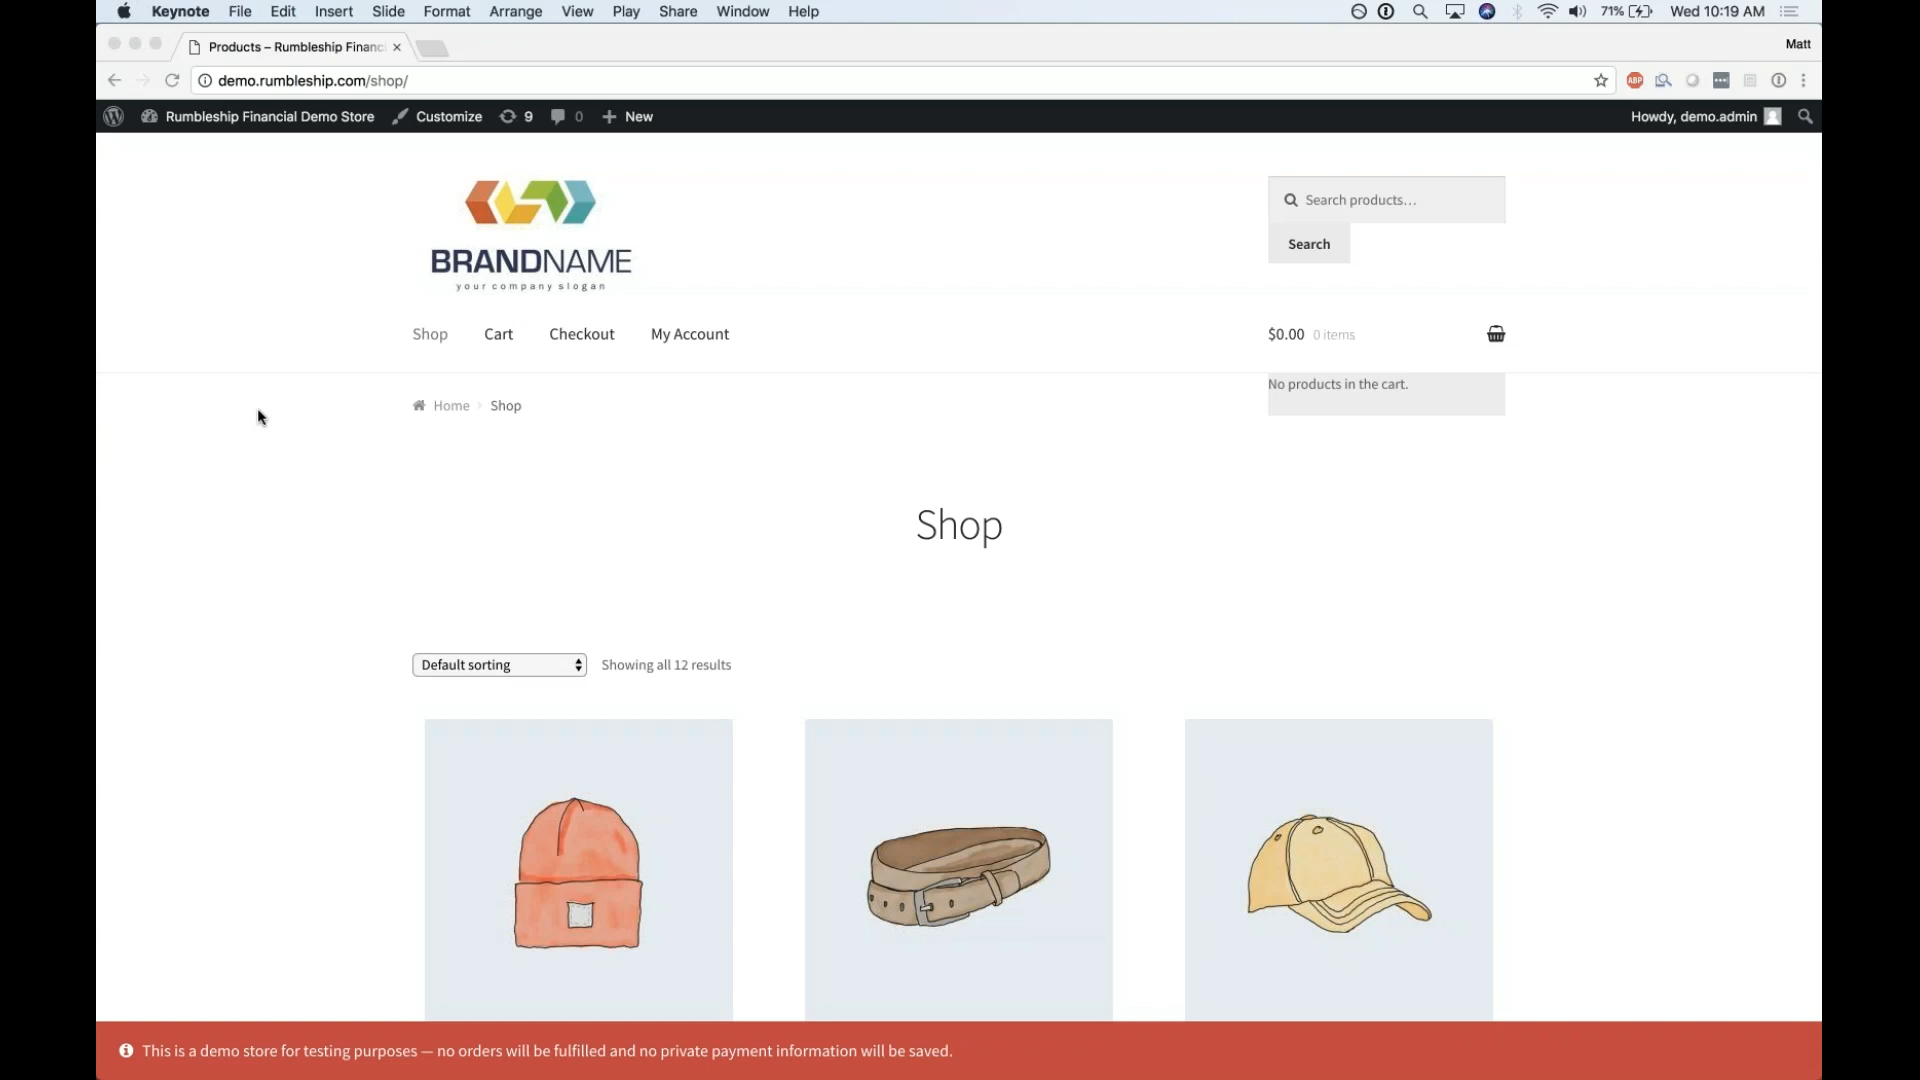 Keynote File Edit Insert Slide Format Arrange View Play Share Window Help 71% Wed 10:19 AM
Products – Rumbleship Financ
Matt
demo.rumbleship.com/shop/
ABP
Rumbleship Financial Demo Store Customize 9 0 New Howdy, demo.admin
Search products…
Search
BRANDNAME
your company slogan
Shop Cart Checkout My Account $0.00 0 items
No products in the cart.
Home Shop
Shop
Default sorting Showing all 12 results
This is a demo store for testing purposes — no orders will be fulfilled and no private payment information will be saved.